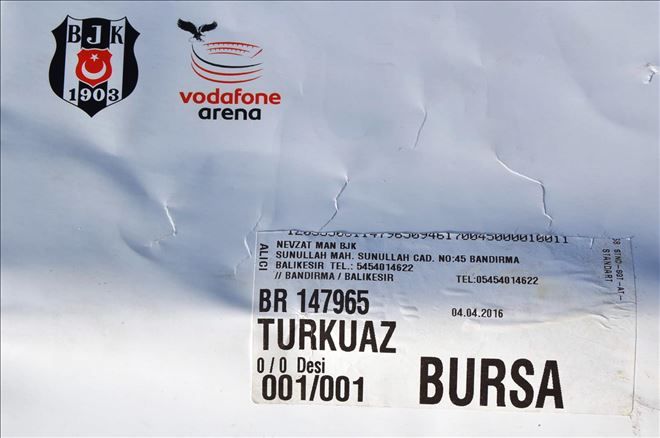 BJK
1903
vodafone
arena
ALICI
NEVZAT MAN BJK
SUNULLAH MAH. SUNULLAH CAD. NO:45 BANDIRMA
BALIKESIR TEL.: 5454014622
// BANDIRMA / BALIKESIR
TEL:05454014622
STANDART
BR 147965
04.04.2016
TURKUAZ
0 / 0 Desi
001/001
BURSA